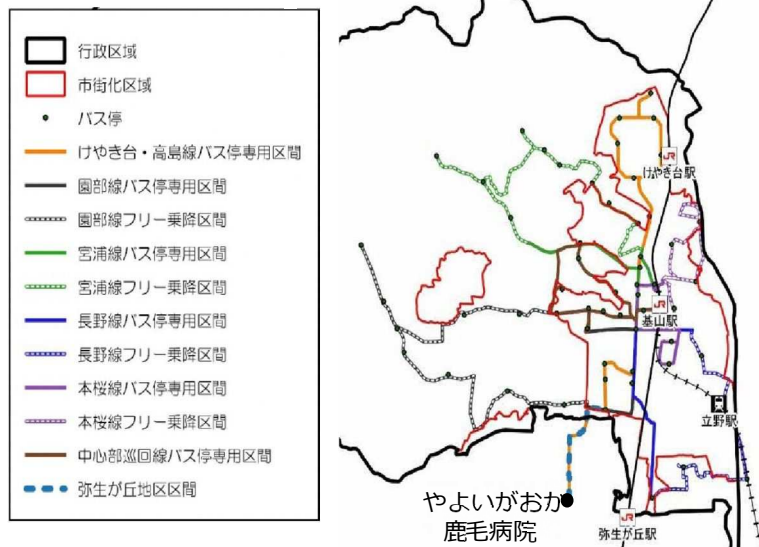 行政区域
市街化区域
バス停
けやき台・高島線バス停専用区間
園部線バス停専用区間
園部線フリー乗降区間
宮浦線バス停専用区間
宮浦線フリー乗降区間
長野線バス停専用区間
長野線フリー乗降区間
本桜線バス停専用区間
本桜線フリー乗降区間
中心部巡回線バス停専用区間
弥生が丘地区区間
JR
けやき台駅
JR
基山駅
立野駅
やよいがおか
鹿毛病院
JR
弥生が丘駅